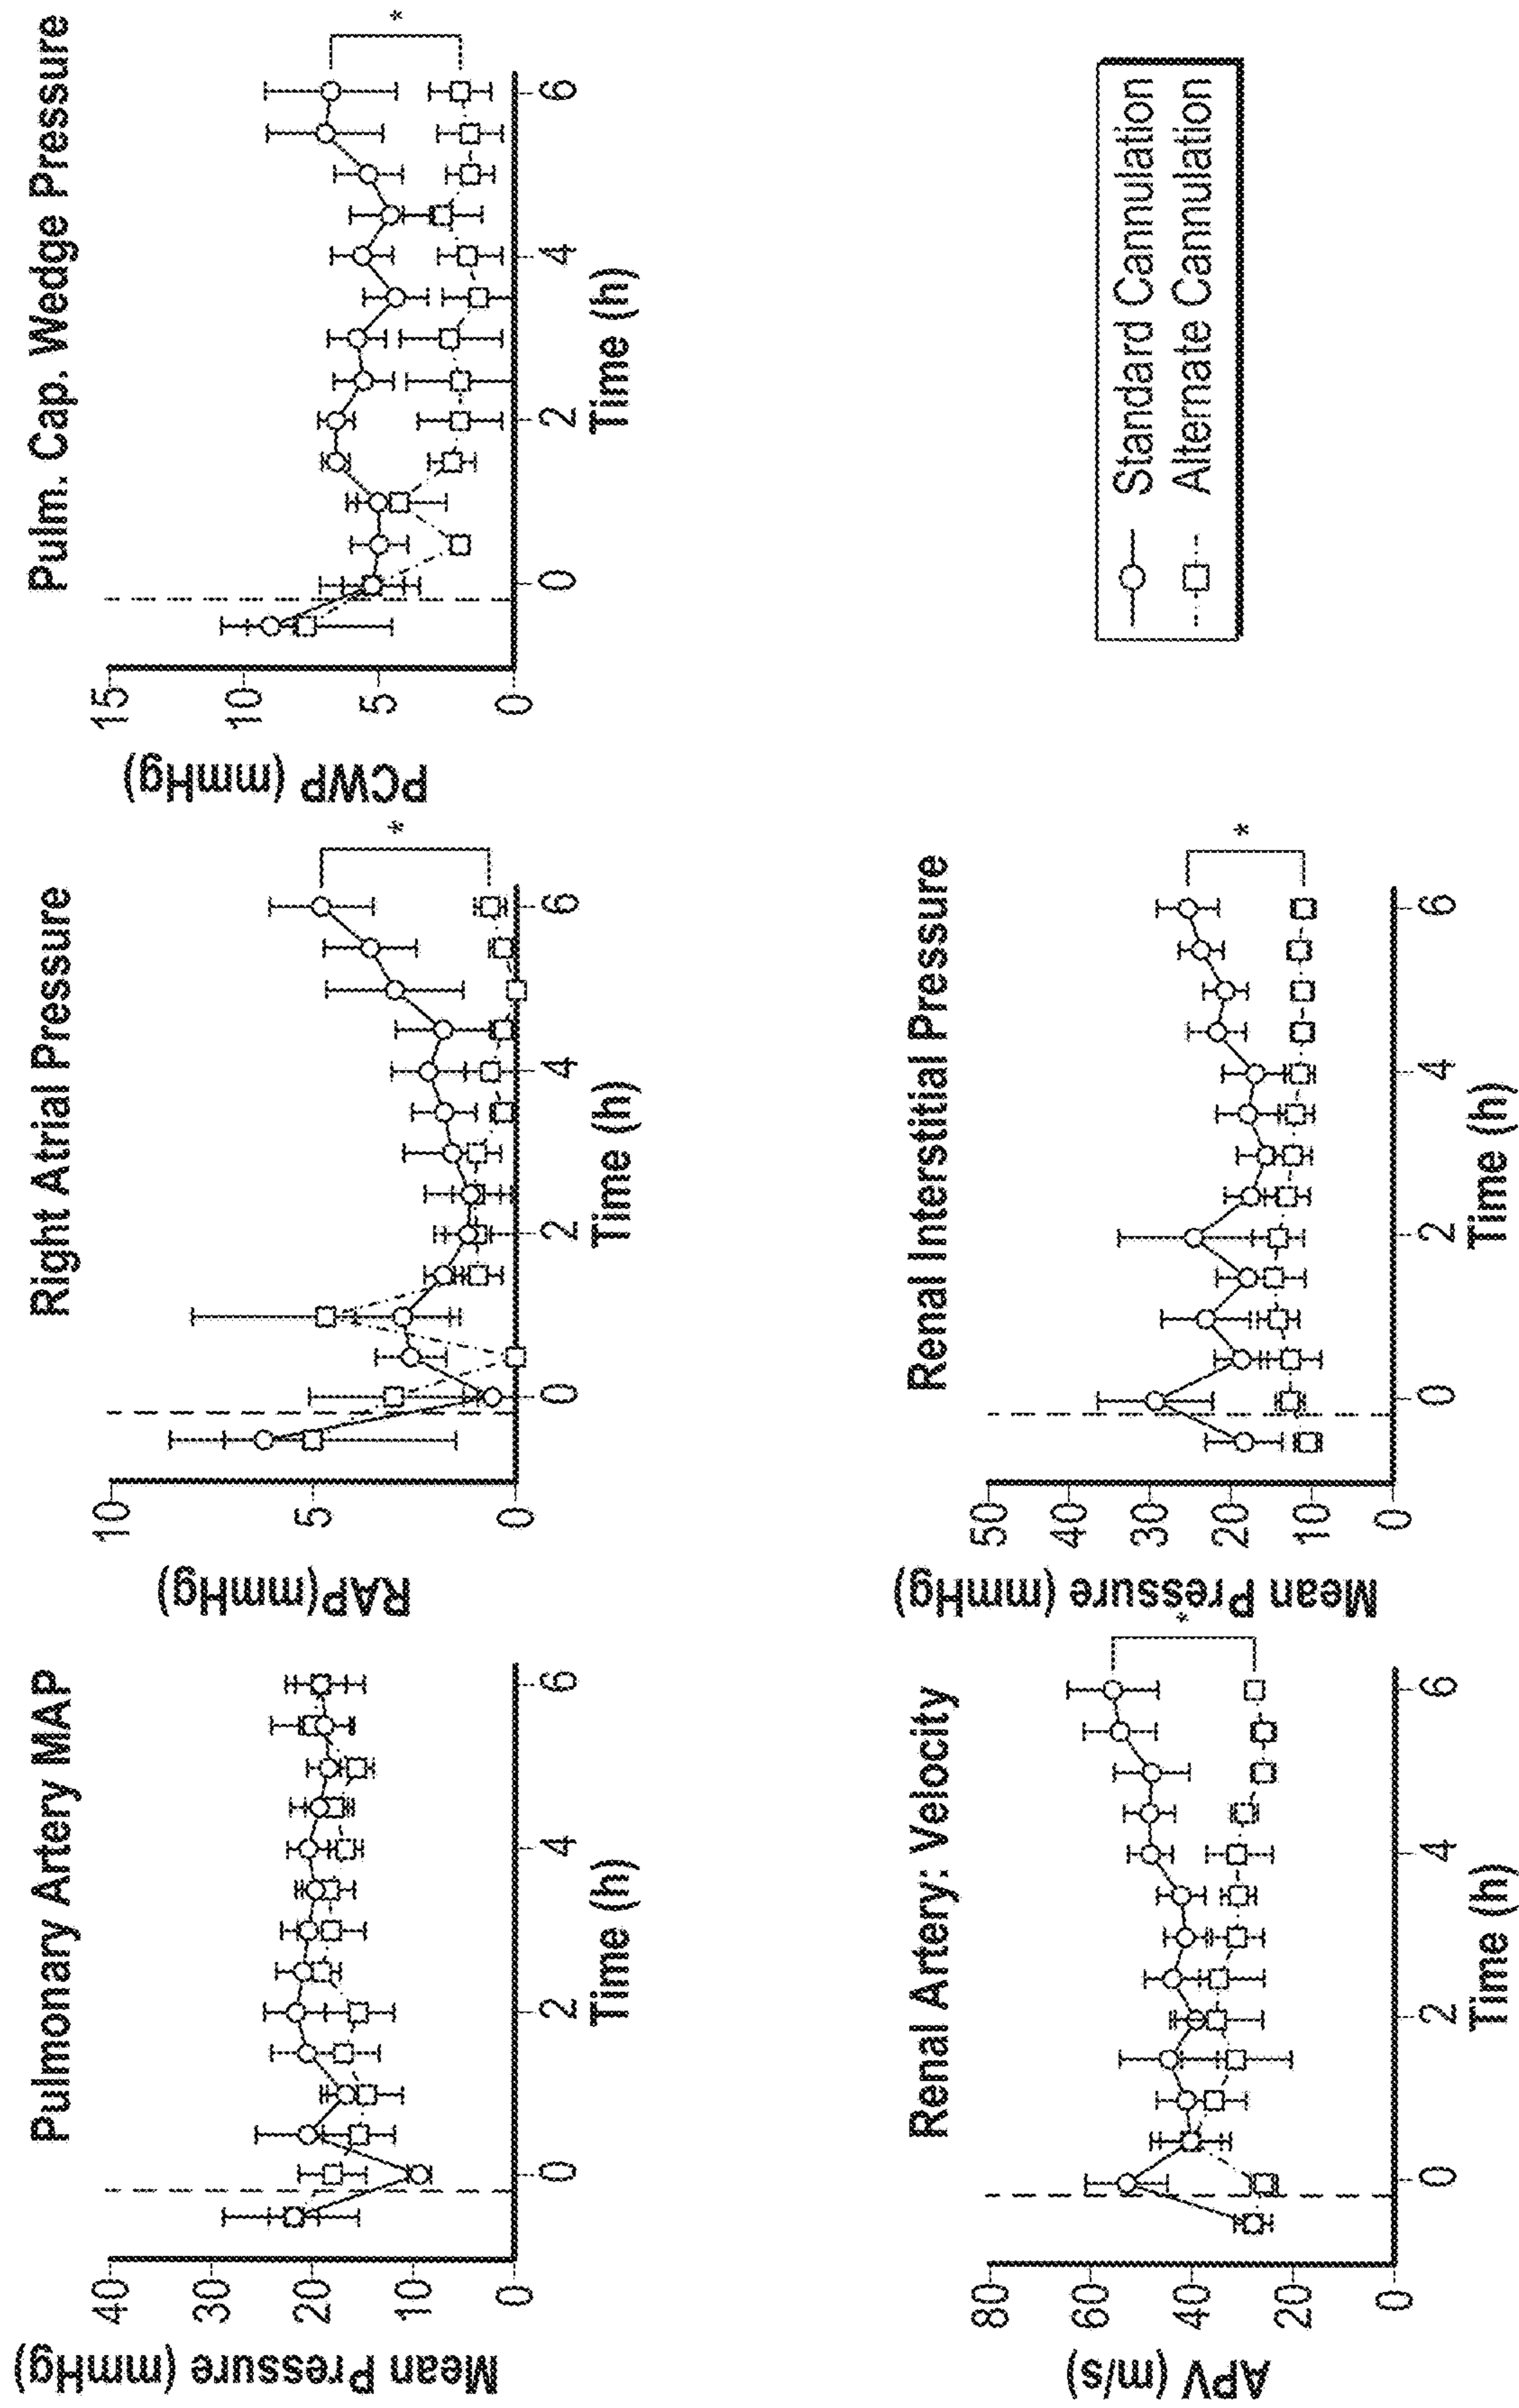 Pulmonary Artery MAP
Mean Pressure (mmHg)
40
30
20
10
0
0 2 4 6
Time (h)
Right Atrial Pressure
RAP(mmHg)
10
5
0
0 2 4 6
Time (h)
*
Pulm. Cap. Wedge Pressure
PCWP (mmHg)
15
10
5
0
0 2 4 6
Time (h)
*
Renal Artery: Velocity
APV (m/s)
80
60
40
20
0
0 2 4 6
Time (h)
*
Renal Interstitial Pressure
Mean Pressure (mmHg)
50
40
30
20
10
0
0 2 4 6
Time (h)
*
Standard Cannulation
Alternate Cannulation